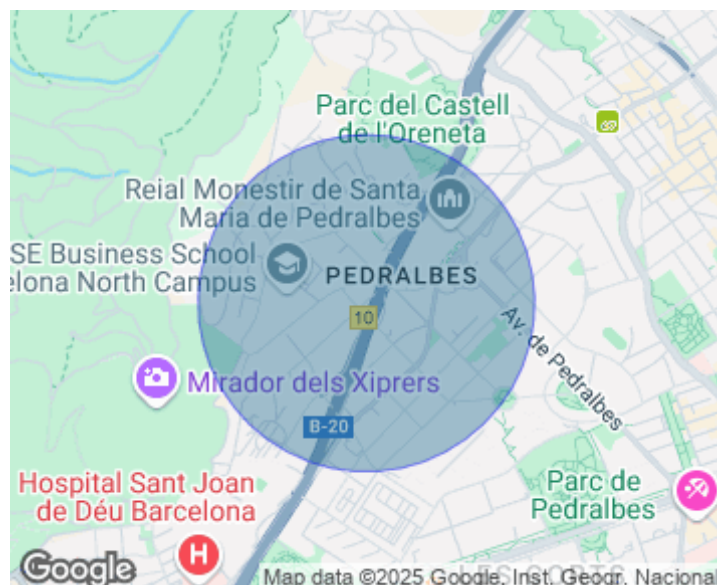 Parc del Castell
de l'Oreneta
Reial Monestir de Santa
Maria de Pedralbes
SE Business School
elona North Campus
PEDRALBES
10
Av. de Pedralbes
Mirador dels Xiprers
B-20
Hospital Sant Joan
de Déu Barcelona
H
Parc de
Pedralbes
Google
Map data ©2025 Google, Inst. Geogr. Nacional